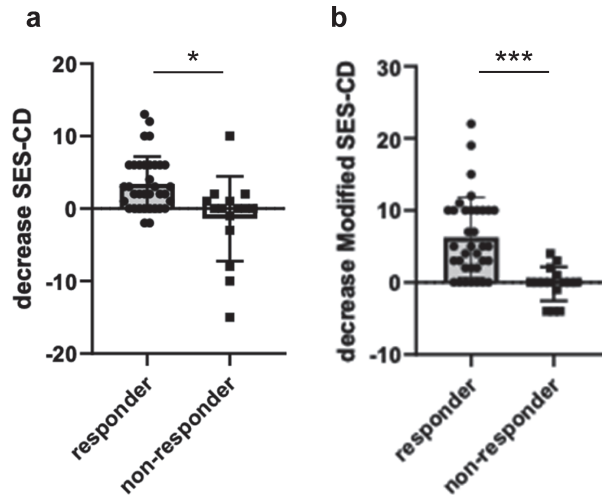 a
*
20
10
0
-10
-20
decrease SES-CD
responder
non-responder
b
***
30
20
10
0
-10
decrease Modified SES-CD
responder
non-responder